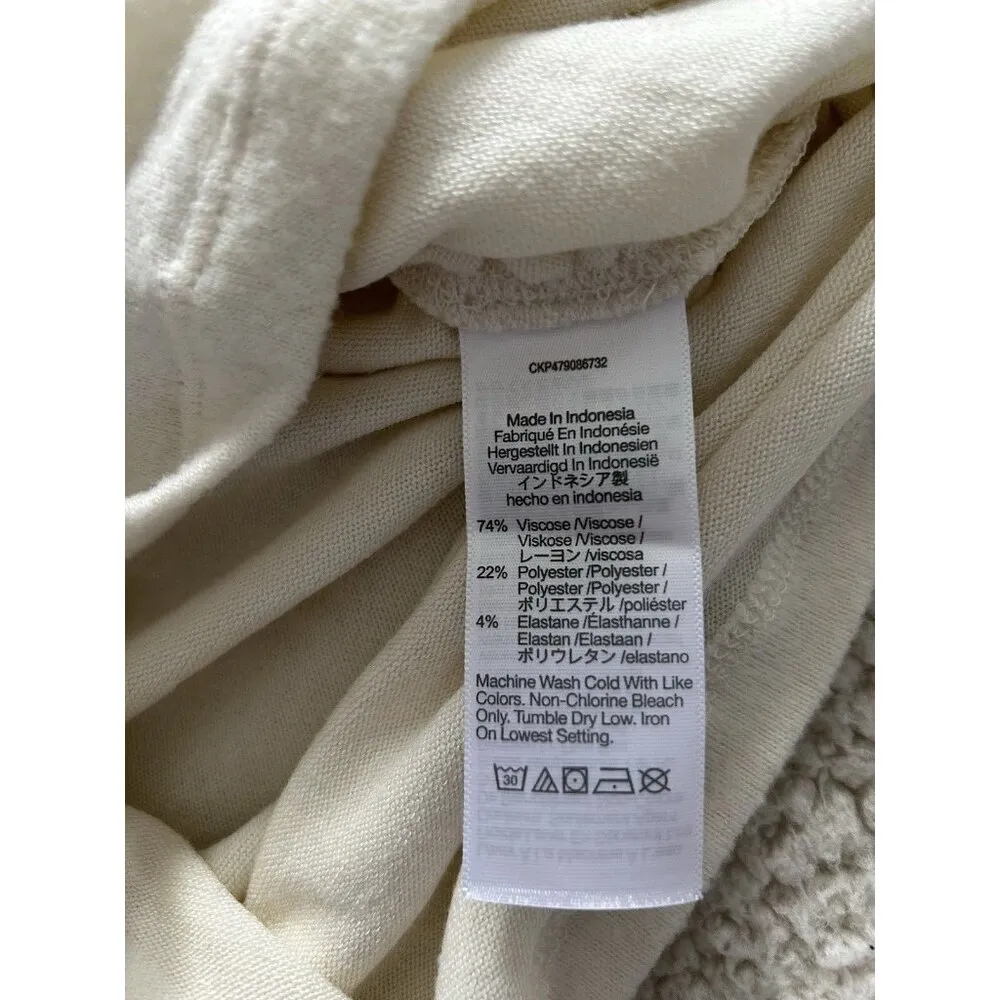 CKP479086732
Made In Indonesia
Fabriqué En Indonésie
Hergestellt In Indonesien
Vervaardigd In Indonesië
インドネシア製
hecho en indonesia
74% Viscose /Viscose /
Viskose /Viscose /
レーヨン /viscosa
22% Polyester /Polyester /
Polyester /Polyester /
ポリエステル /poliéster
4% Elastane /Élasthanne /
Elastan /Elastaan /
ポリウレタン /elastano
Machine Wash Cold With Like
Colors. Non-Chlorine Bleach
Only. Tumble Dry Low. Iron
On Lowest Setting.
30